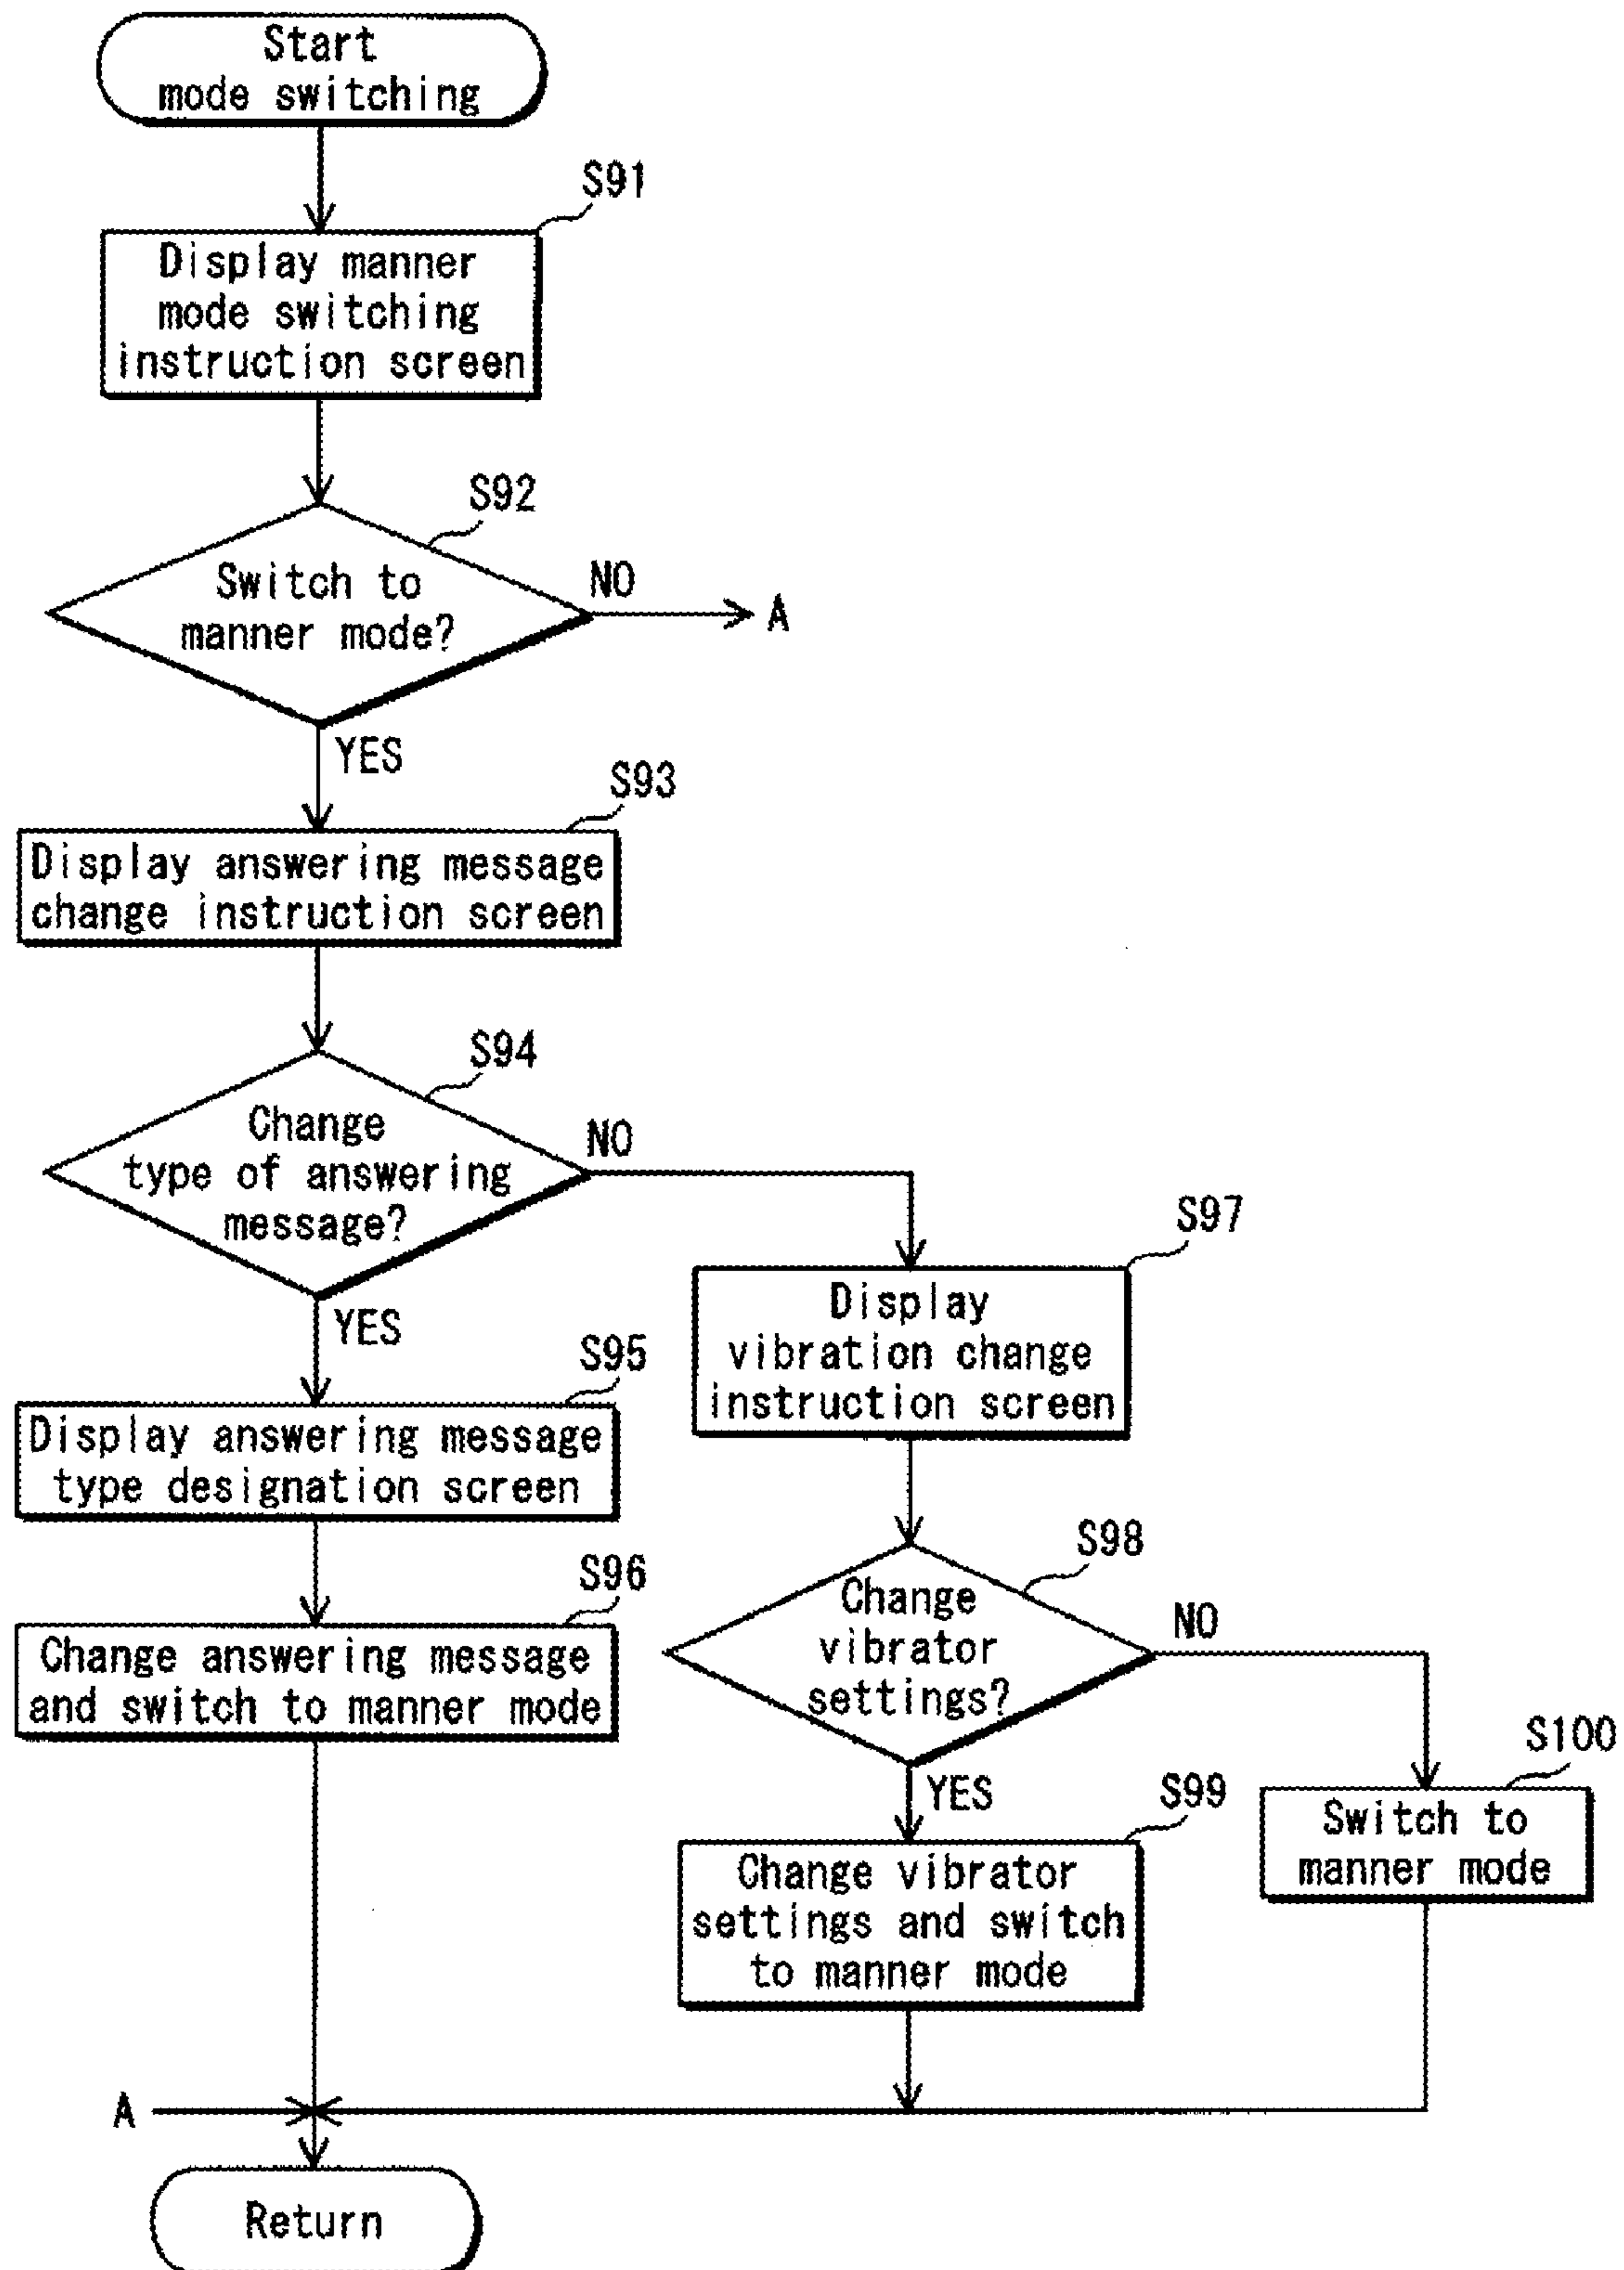 Start
mode switching
S91
Display manner
mode switching
instruction screen
S92
Switch to
manner mode?
NO
A
YES
S93
Display answering message
change instruction screen
S94
Change
type of answering
message?
NO
YES
S95
Display answering message
type designation screen
S96
Change answering message
and switch to manner mode
S97
Display
vibration change
instruction screen
S98
Change
vibrator
settings?
NO
YES
S99
Change vibrator
settings and switch
to manner mode
S100
Switch to
manner mode
A
Return